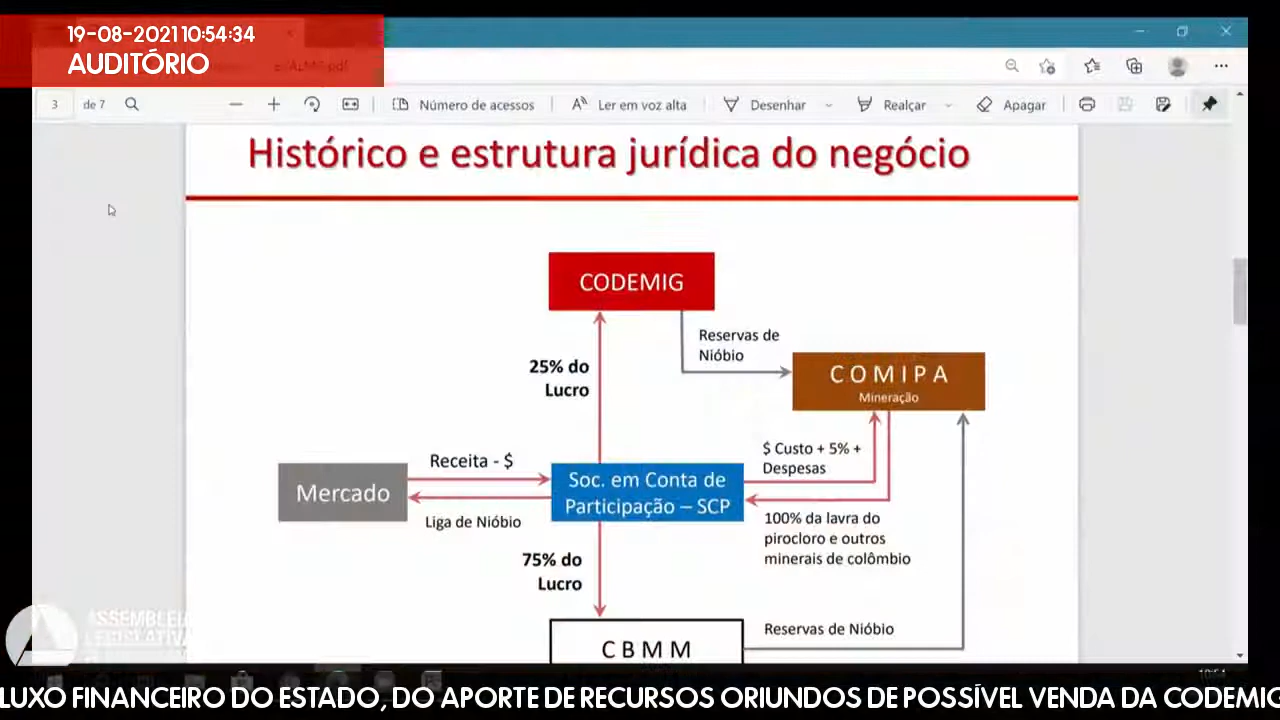 19-08-2021 10:54:34
AUDITÓRIO
3 de 7
Número de acessos
Ler em voz alta
Desenhar
Realçar
Apagar
Histórico e estrutura jurídica do negócio
CODEMIG
Reservas de
Nióbio
25% do
Lucro
COMIPA
Mineração
$ Custo + 5% +
Despesas
Receita - $
Mercado
Soc. em Conta de
Participação – SCP
Liga de Nióbio
100% da lavra do
pirocloro e outros
minerais de colômbio
75% do
Lucro
CBMM
Reservas de Nióbio
ASSEMBLEIA
LEGISLATIVA
LUXO FINANCEIRO DO ESTADO, DO APORTE DE RECURSOS ORIUNDOS DE POSSÍVEL VENDA DA CODEMIG